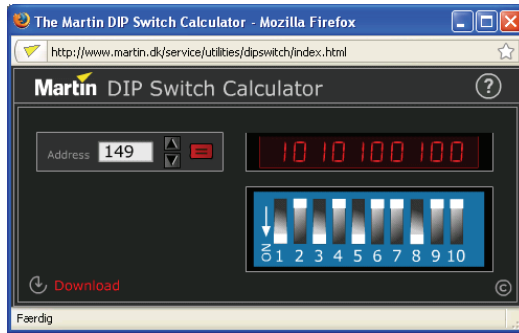 The Martin DIP Switch Calculator - Mozilla Firefox
http://www.martin.dk/service/utilities/dipswitch/index.html
Martin DIP Switch Calculator ?
Address 149 = 1010100100
ON 1 2 3 4 5 6 7 8 9 10
Download ©
Færdig